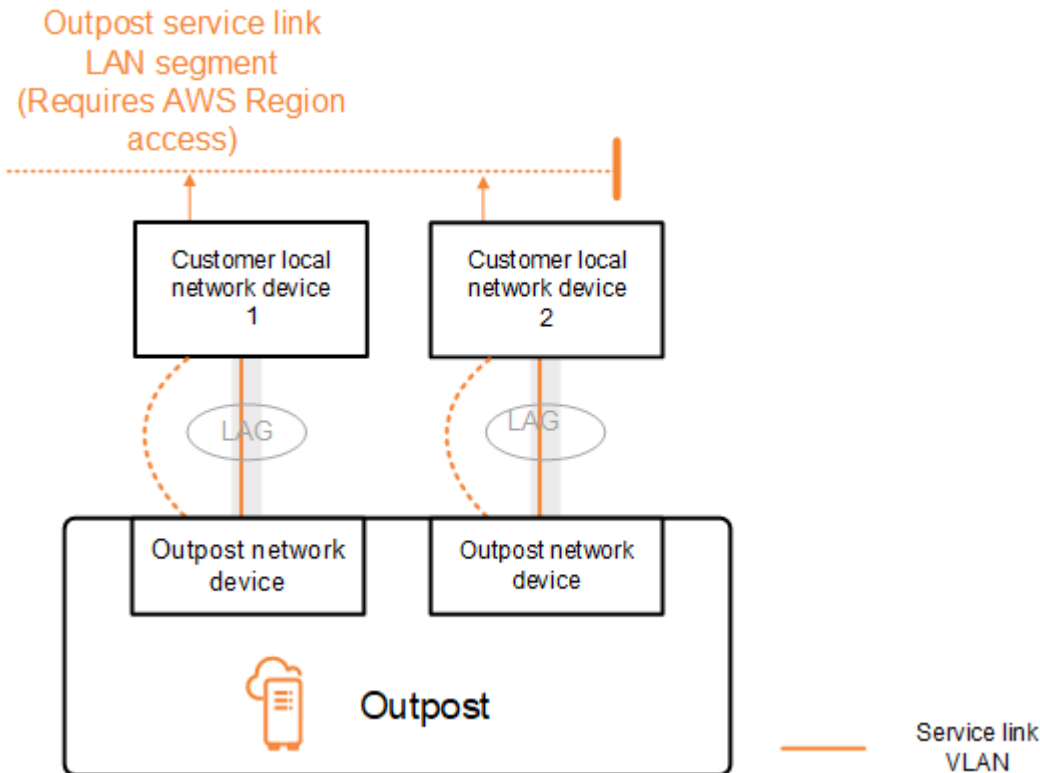 Outpost service link
LAN segment
(Requires AWS Region
access)
Customer local
network device
1
Customer local
network device
2
LAG
LAG
Outpost network
device
Outpost network
device
Outpost
Service link
VLAN